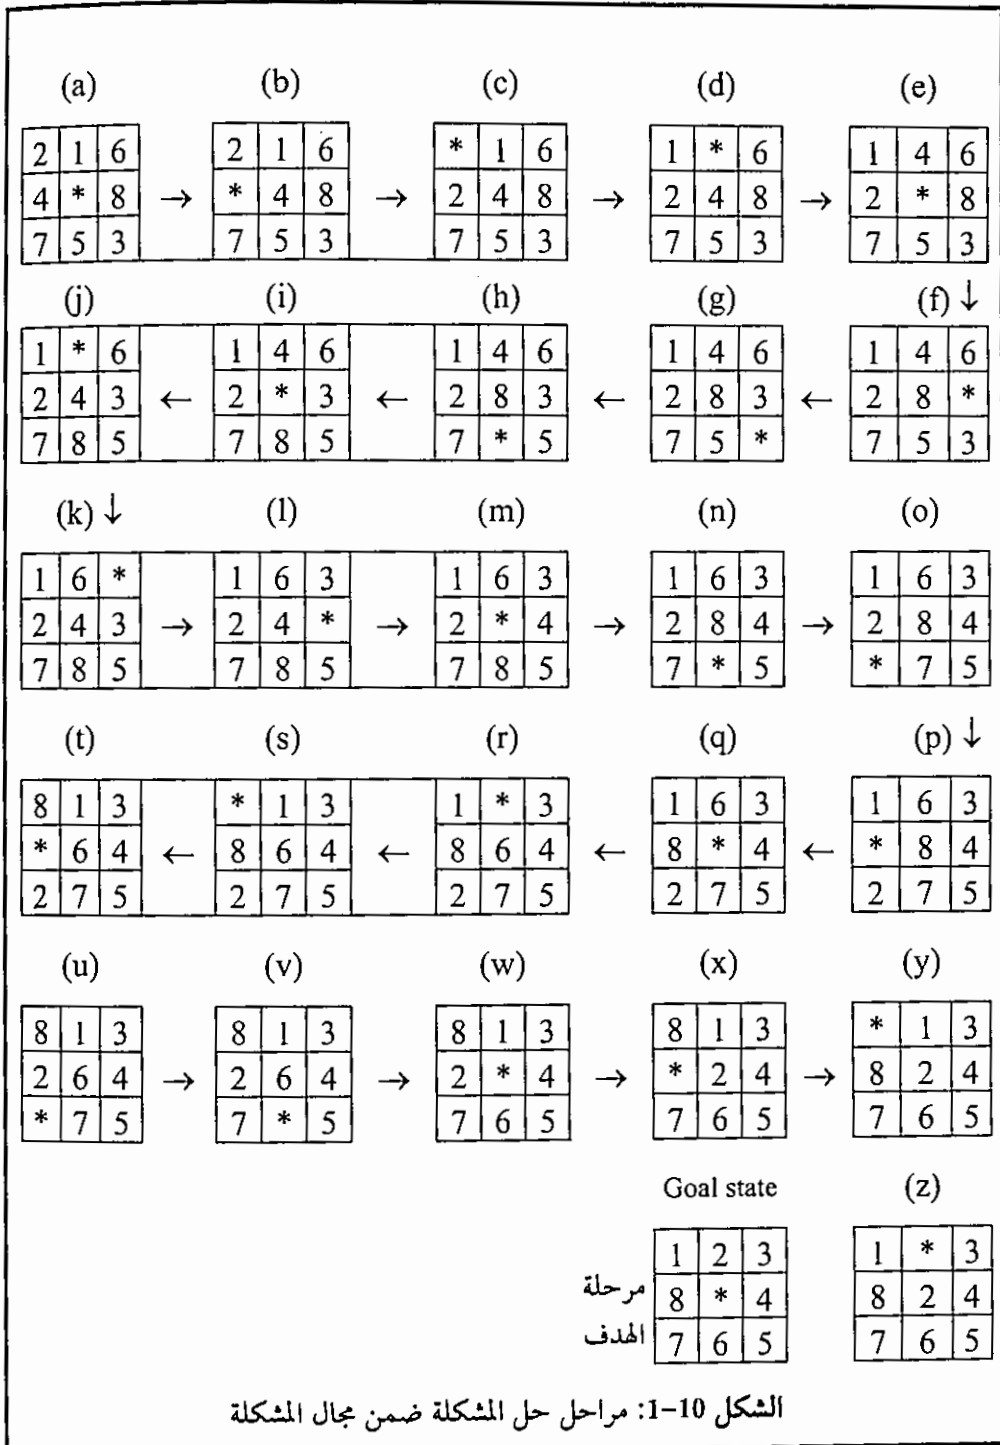 (a) (b) (c) (d) (e)
2 1 6 2 1 6 * 1 6 1 * 6 1 4 6
4 * 8 → * 4 8 → 2 4 8 → 2 4 8 → 2 * 8
7 5 3 7 5 3 7 5 3 7 5 3 7 5 3
(j) (i) (h) (g) (f) ↓
1 * 6 1 4 6 1 4 6 1 4 6 1 4 6
2 4 3 ← 2 * 3 ← 2 8 3 ← 2 8 3 ← 2 8 *
7 8 5 7 8 5 7 * 5 7 5 * 7 5 3
(k) ↓ (l) (m) (n) (o)
1 6 * 1 6 3 1 6 3 1 6 3 1 6 3
2 4 3 → 2 4 * → 2 * 4 → 2 8 4 → 2 8 4
7 8 5 7 8 5 7 8 5 7 * 5 * 7 5
(t) (s) (r) (q) (p) ↓
8 1 3 * 1 3 1 * 3 1 6 3 1 6 3
* 6 4 ← 8 6 4 ← 8 6 4 ← 8 * 4 ← * 8 4
2 7 5 2 7 5 2 7 5 2 7 5 2 7 5
(u) (v) (w) (x) (y)
8 1 3 8 1 3 8 1 3 8 1 3 * 1 3
2 6 4 → 2 6 4 → 2 * 4 → * 2 4 → 8 2 4
* 7 5 7 * 5 7 6 5 7 6 5 7 6 5
Goal state (z)
1 2 3 1 * 3
مرحلة 8 * 4 8 2 4
الهدف 7 6 5 7 6 5
الشكل 10-1: مراحل حل المشكلة ضمن مجال المشكلة